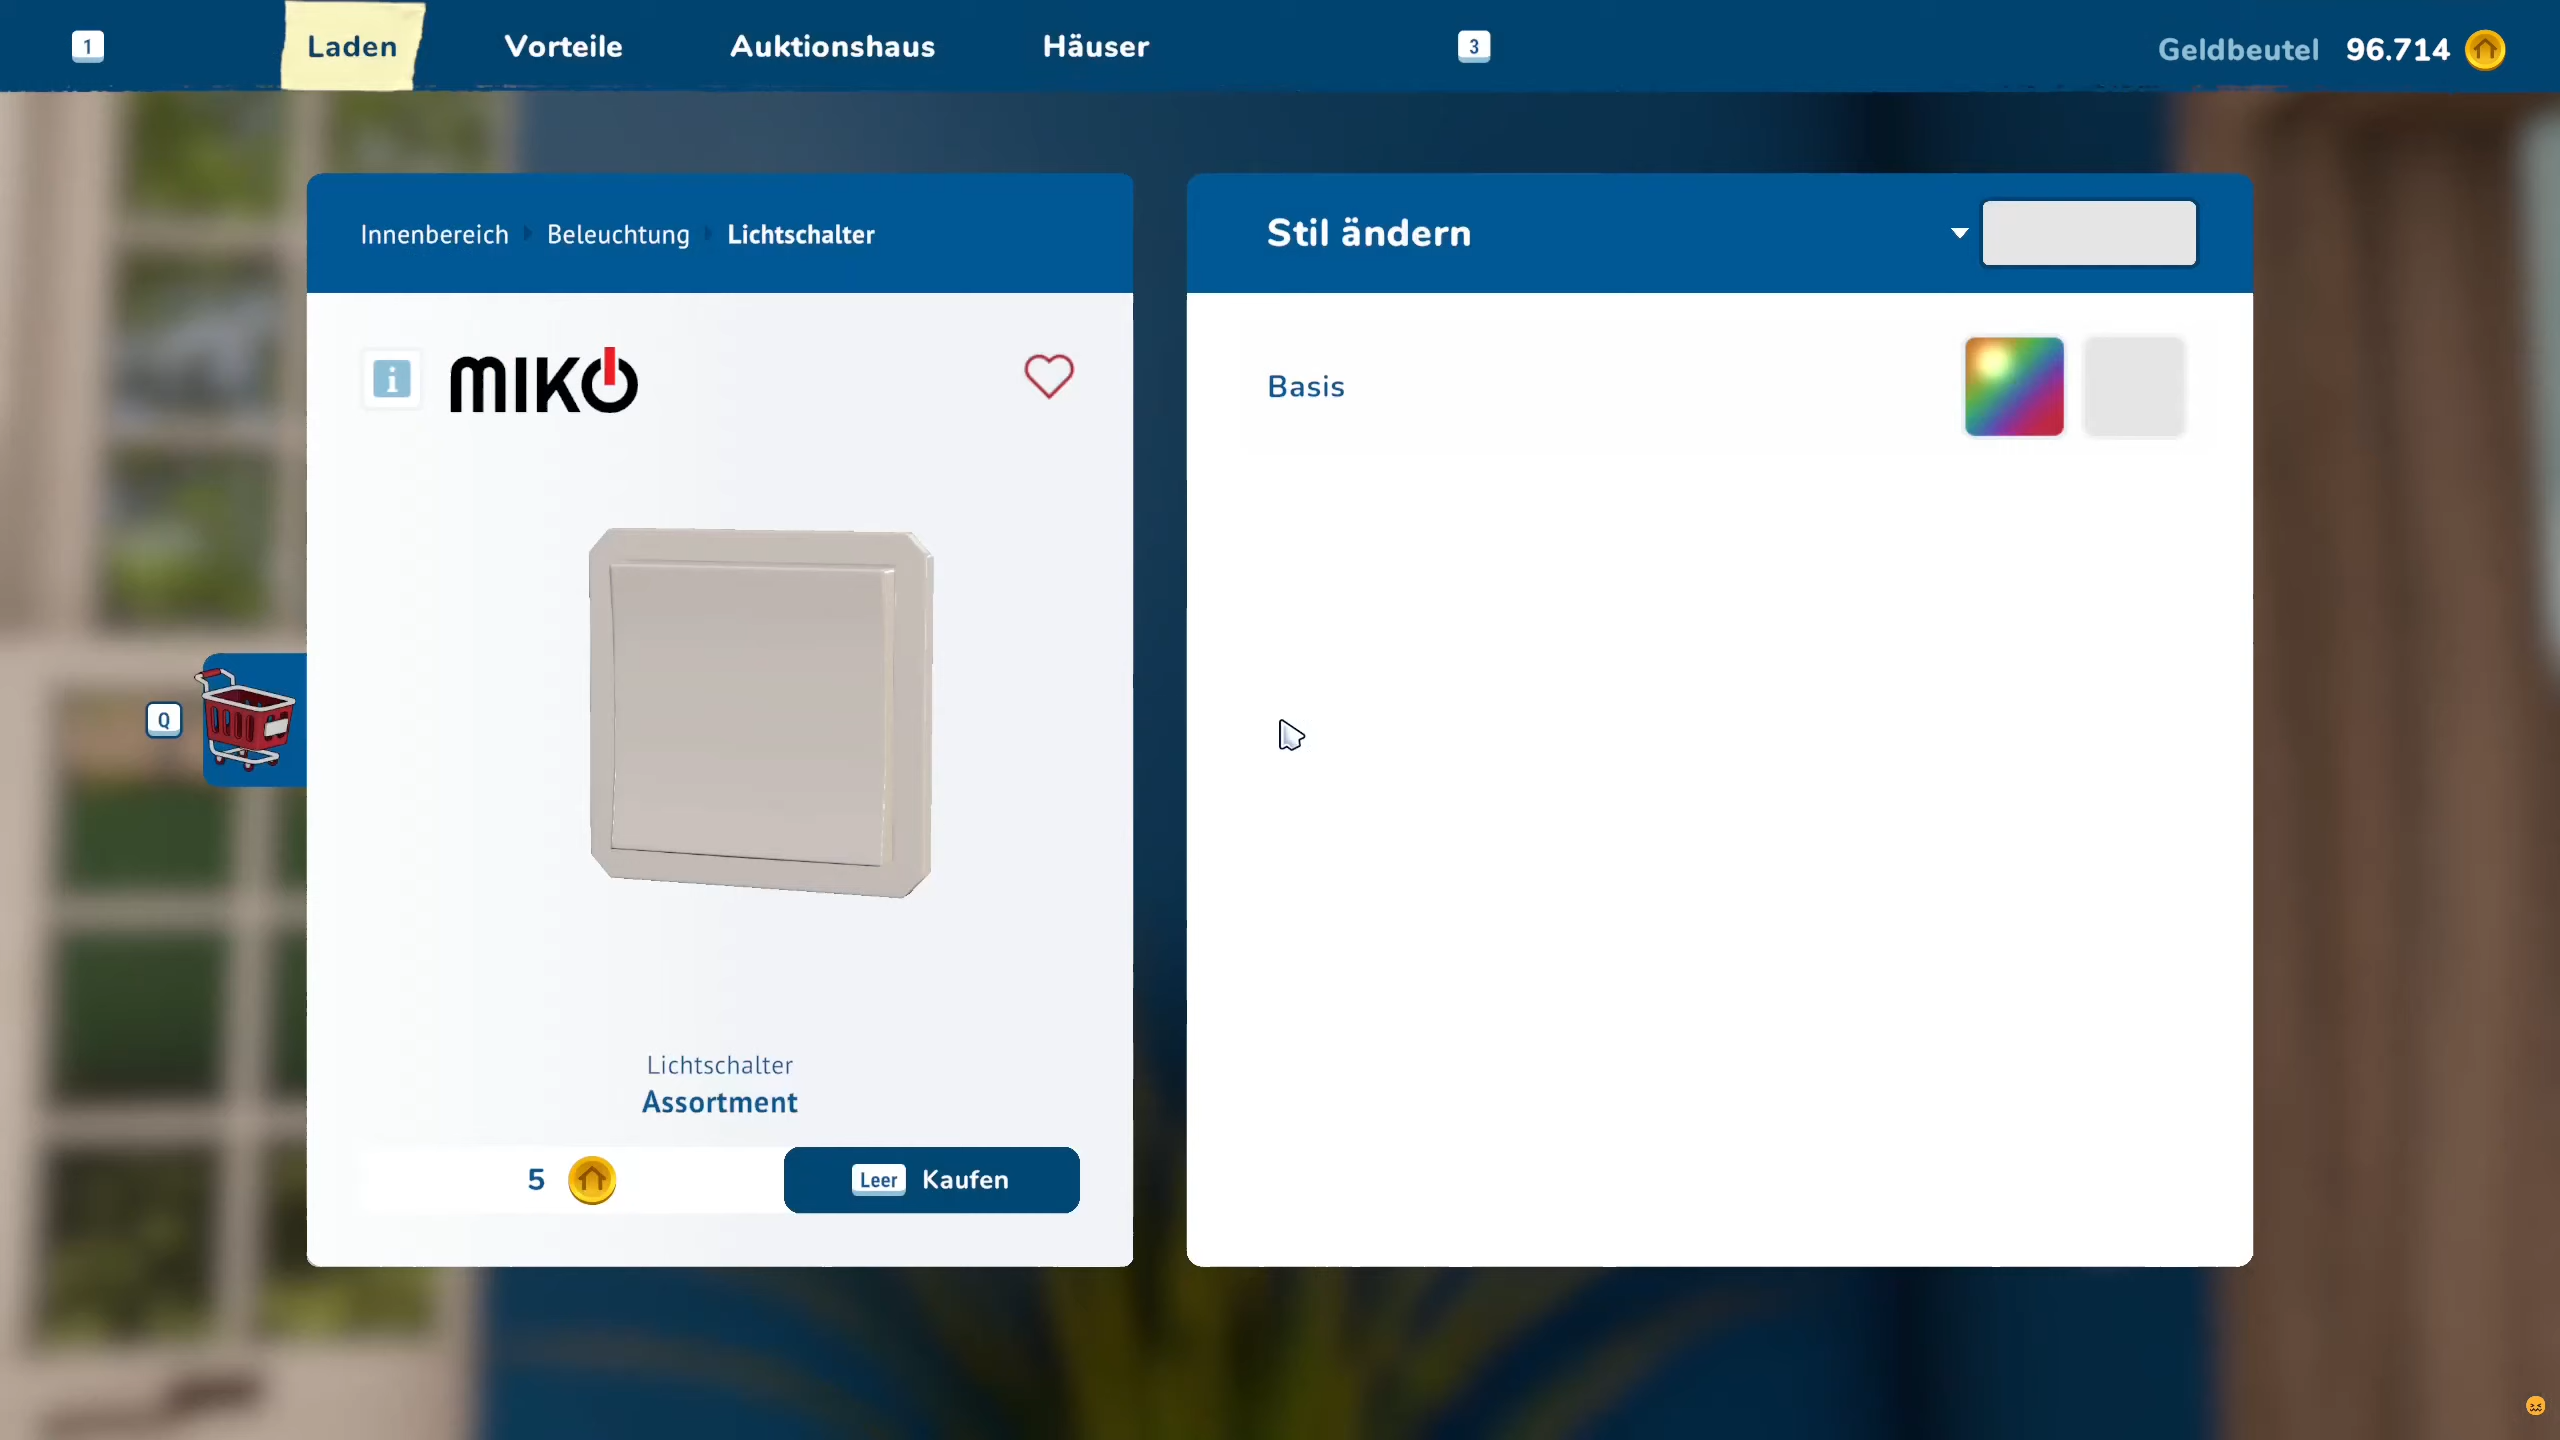 1
Laden
Vorteile
Auktionshaus
Häuser
3
Geldbeutel 96.714
Innenbereich Beleuchtung Lichtschalter
i MIKO
Q
Lichtschalter
Assortment
5
Leer Kaufen
Stil ändern
Basis